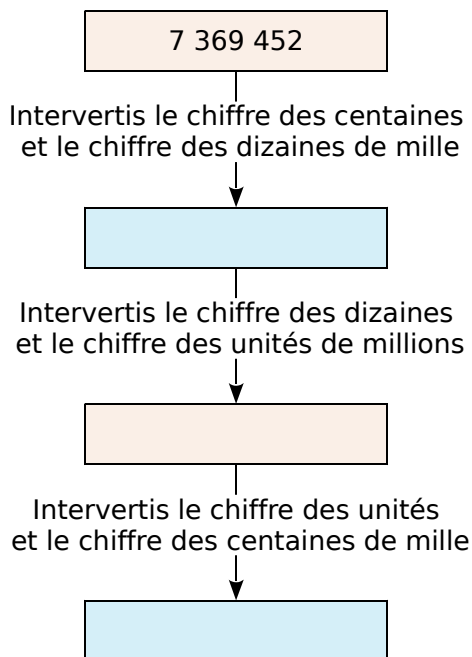 7 369 452
Intervertis le chiffre des centaines
et le chiffre des dizaines de mille
Intervertis le chiffre des dizaines
et le chiffre des unités de millions
Intervertis le chiffre des unités
et le chiffre des centaines de mille